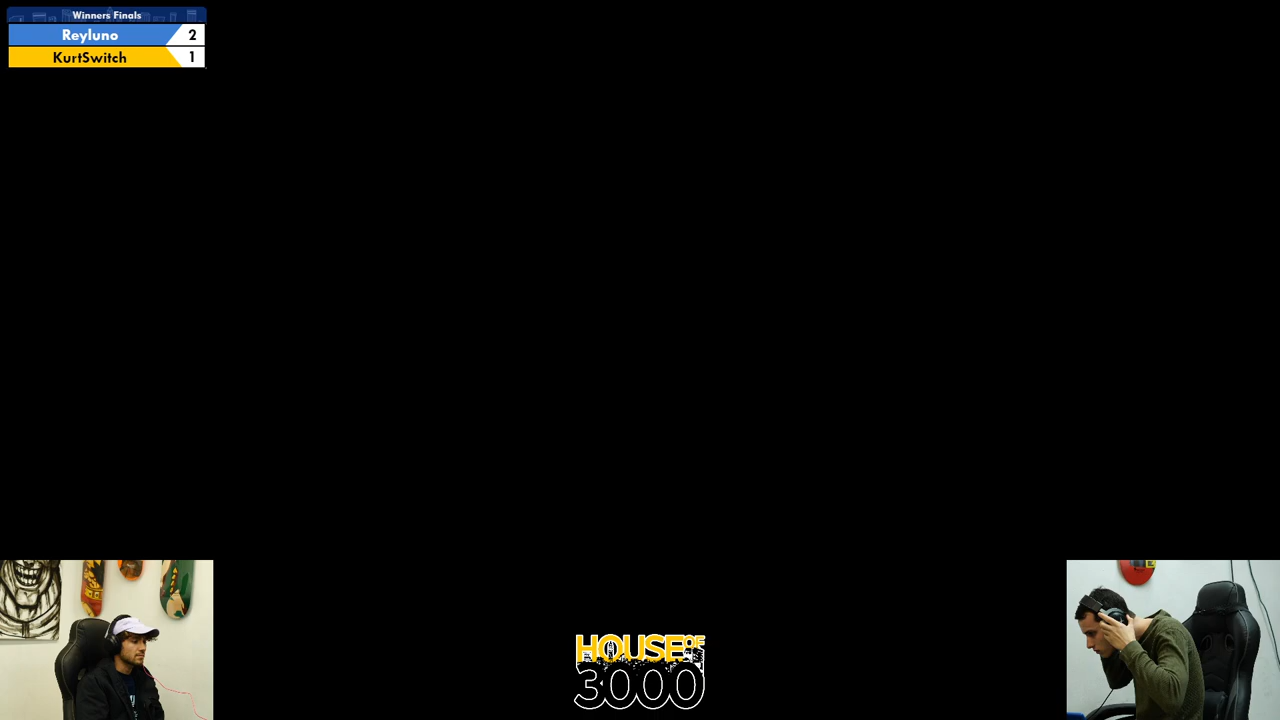 Winners Finals
Reyluno 2
KurtSwitch 1
HOUSE OF
3000